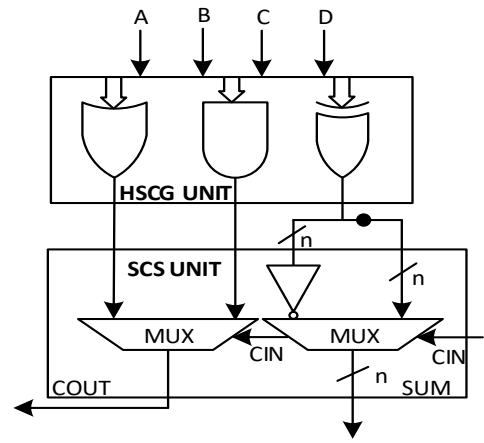 A B C D
HSCG UNIT
n
SCS UNIT
n
MUX MUX
CIN CIN
n
COUT SUM